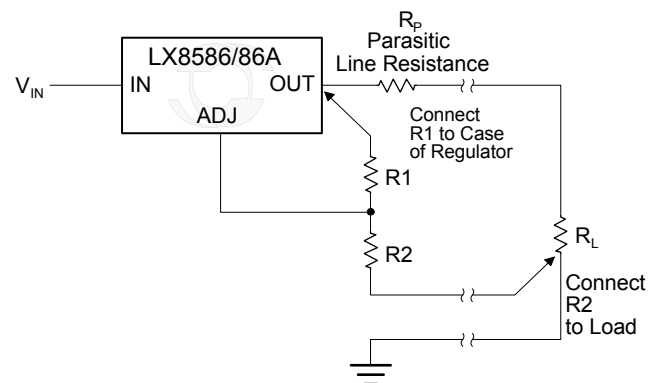 R_P
Parasitic
Line Resistance
LX8586/86A
V_IN
IN
OUT
ADJ
Connect
R1 to Case
of Regulator
R1
R2
R_L
Connect
R2
to Load